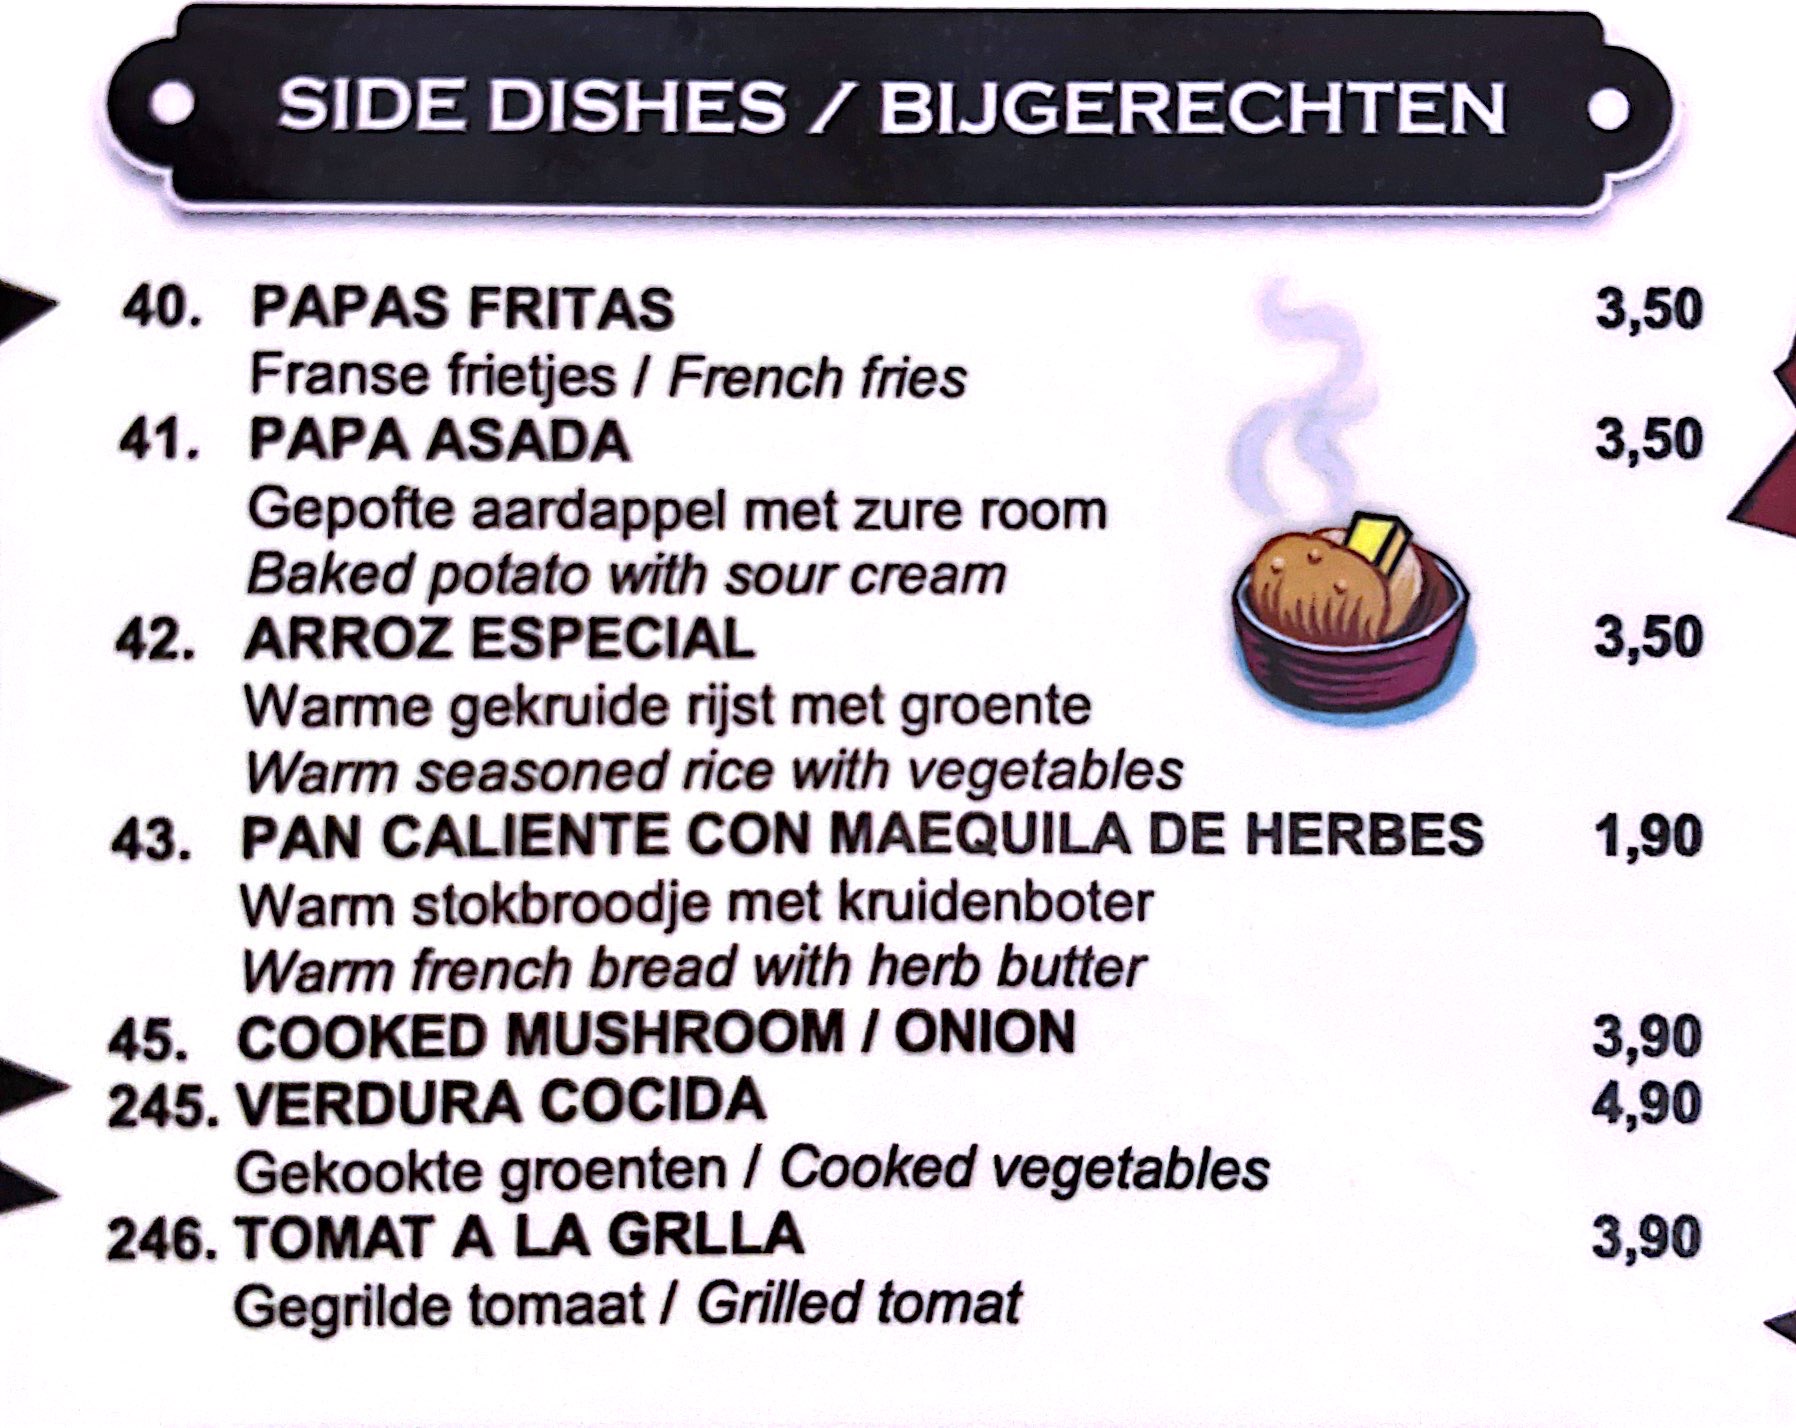 SIDE DISHES / BIJGERECHTEN
40. PAPAS FRITAS 3,50
Franse frietjes / French fries
41. PAPA ASADA 3,50
Gepofte aardappel met zure room
Baked potato with sour cream
42. ARROZ ESPECIAL 3,50
Warme gekruide rijst met groente
Warm seasoned rice with vegetables
43. PAN CALIENTE CON MAEQUILA DE HERBES 1,90
Warm stokbroodje met kruidenboter
Warm french bread with herb butter
45. COOKED MUSHROOM / ONION 3,90
245. VERDURA COCIDA 4,90
Gekookte groenten / Cooked vegetables
246. TOMAT A LA GRLLA 3,90
Gegrilde tomaat / Grilled tomat